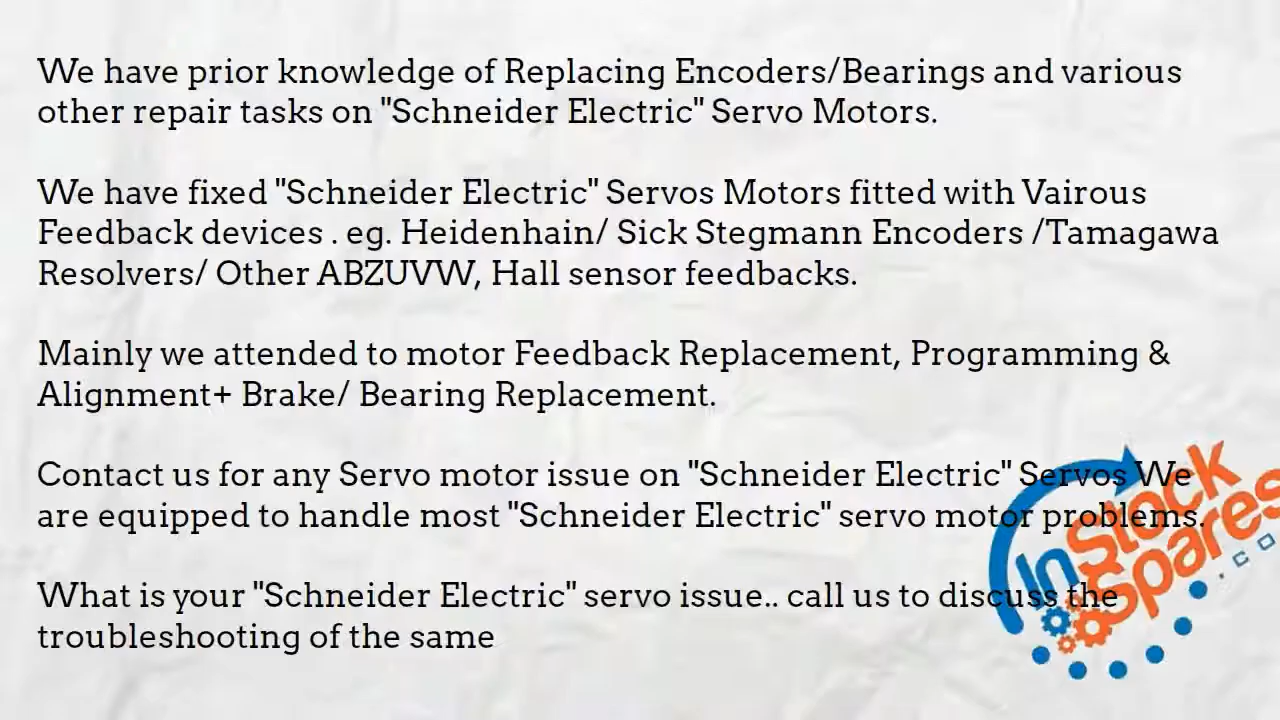 We have prior knowledge of Replacing Encoders/Bearings and various
other repair tasks on "Schneider Electric" Servo Motors.
We have fixed "Schneider Electric" Servos Motors fitted with Vairous
Feedback devices . eg. Heidenhain/ Sick Stegmann Encoders /Tamagawa
Resolvers/ Other ABZUVW, Hall sensor feedbacks.
Mainly we attended to motor Feedback Replacement, Programming &
Alignment+ Brake/ Bearing Replacement.
Contact us for any Servo motor issue on "Schneider Electric" Servos We
are equipped to handle most "Schneider Electric" servo motor problems.
What is your "Schneider Electric" servo issue.. call us to discuss the
troubleshooting of the same
In Stock
Spares
.co